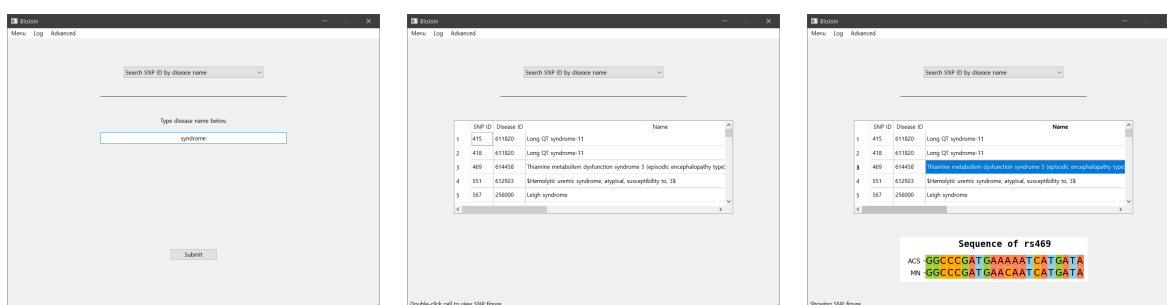 BioJoin
Menu Log Advanced
Search SNP ID by disease name
Type disease name below.
syndrome
Submit
BioJoin
Menu Log Advanced
Search SNP ID by disease name
SNP ID Disease ID Name
1 415 611820 Long QT syndrome-11
2 418 611820 Long QT syndrome-11
3 469 614458 Thiamine metabolism dysfunction syndrome 5 (episodic encephalopathy type)
4 551 612923 $Hemolytic uremic syndrome, atypical, susceptibility to, 3$
5 567 256000 Leigh syndrome
Double-click cell to view SNP figure
BioJoin
Menu Log Advanced
Search SNP ID by disease name
SNP ID Disease ID Name
1 415 611820 Long QT syndrome-11
2 418 611820 Long QT syndrome-11
3 469 614458 Thiamine metabolism dysfunction syndrome 5 (episodic encephalopathy type)
4 551 612923 $Hemolytic uremic syndrome, atypical, susceptibility to, 3$
5 567 256000 Leigh syndrome
Sequence of rs469
ACS GGCCCGATGAAAAATCATGATA
MN GGCCCGATGAACAATCATGATA
Showing SNP figure